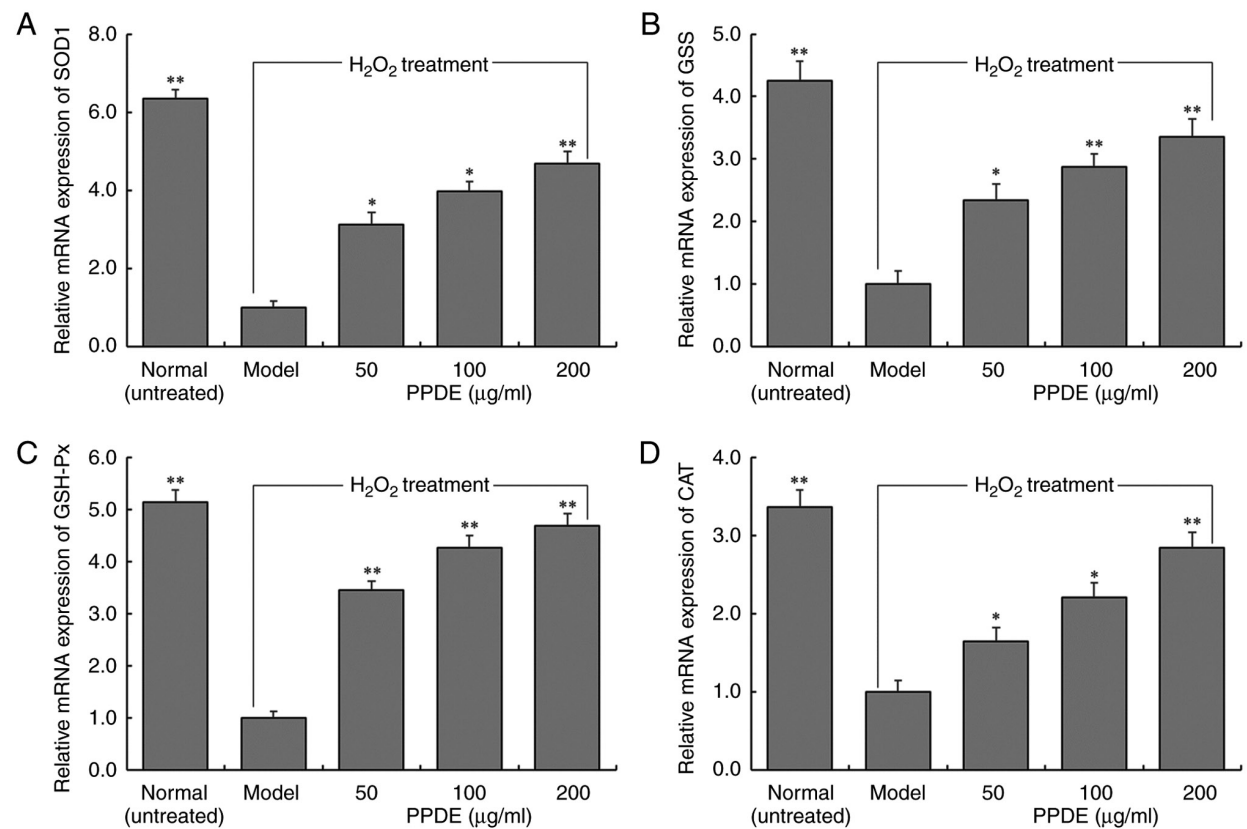 A
Relative mRNA expression of SOD1
8.0
6.0
4.0
2.0
0.0
H₂O₂ treatment
**
*
*
**
Normal Model 50 100 200
(untreated) PPDE (µg/ml)
B
Relative mRNA expression of GSS
5.0
4.0
3.0
2.0
1.0
0.0
H₂O₂ treatment
**
*
**
**
Normal Model 50 100 200
(untreated) PPDE (µg/ml)
C
Relative mRNA expression of GSH-Px
6.0
5.0
4.0
3.0
2.0
1.0
0.0
H₂O₂ treatment
**
**
**
**
Normal Model 50 100 200
(untreated) PPDE (µg/ml)
D
Relative mRNA expression of CAT
4.0
3.0
2.0
1.0
0.0
H₂O₂ treatment
**
*
*
**
Normal Model 50 100 200
(untreated) PPDE (µg/ml)